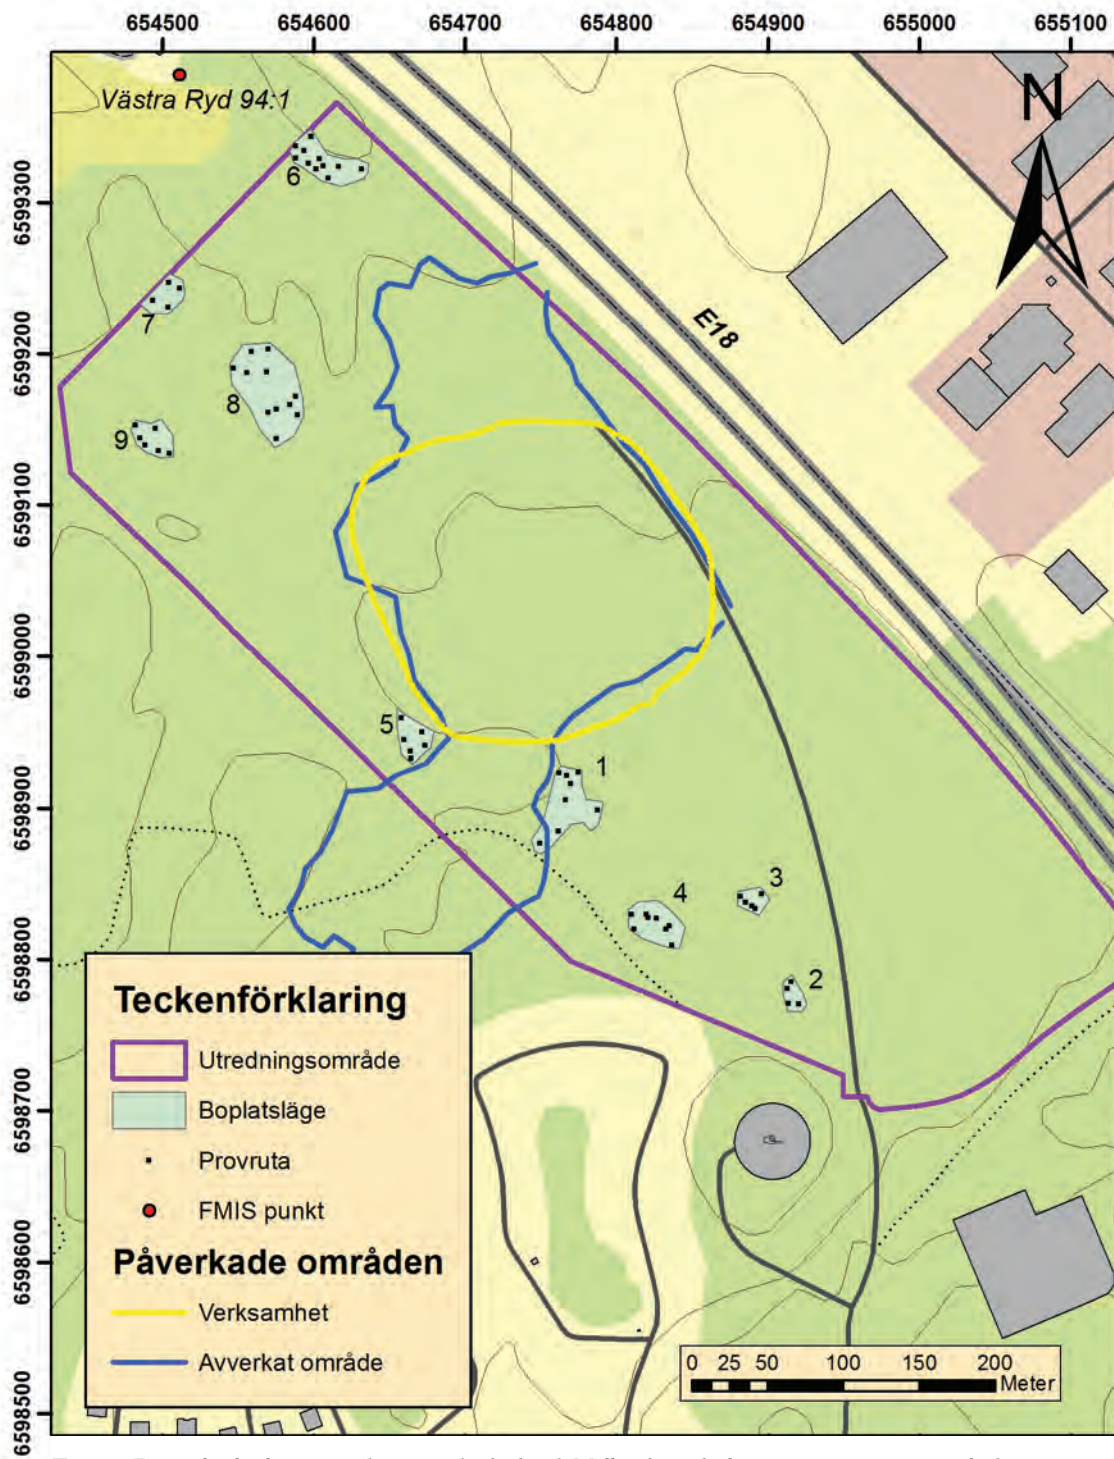 654500 654600 654700 654800 654900 655000 655100
Västra Ryd 94:1
N
6599300
6599200
6599100
6599000
6598900
6598800
6598700
6598600
6598500
E18
6
7
8
9
5
1
3
4
2
Teckenförklaring
Utredningsområde
Boplatsläge
Provruta
FMIS punkt
Påverkade områden
Verksamhet
Avverkat område
0 25 50 100 150 200
Meter